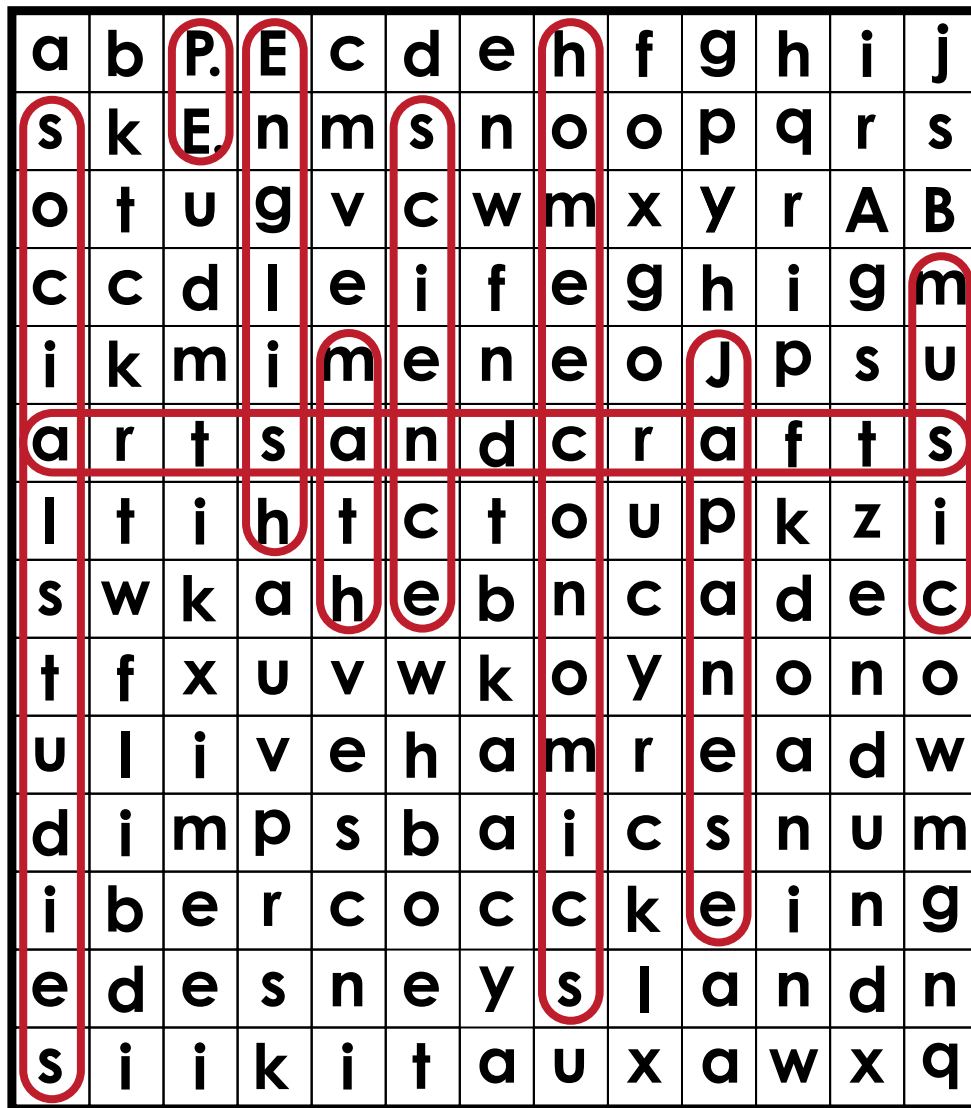 a b P. E c d e h f g h i j
s k E. n m s n o o p q r s
o t u g v c w m x y r A B
c c d l e i f e g h i g m
i k m i m e n e o J p s u
a r t s a n d c r a f t s
l t i h t c t o u p k z i
s w k a h e b n c a d e c
t f x u v w k o y n o n o
u l i v e h a m r e a d w
d i m p s b a i c s n u m
i b e r c o c c k e i n g
e d e s n e y s l a n d n
s i i k i t a u x a w x q